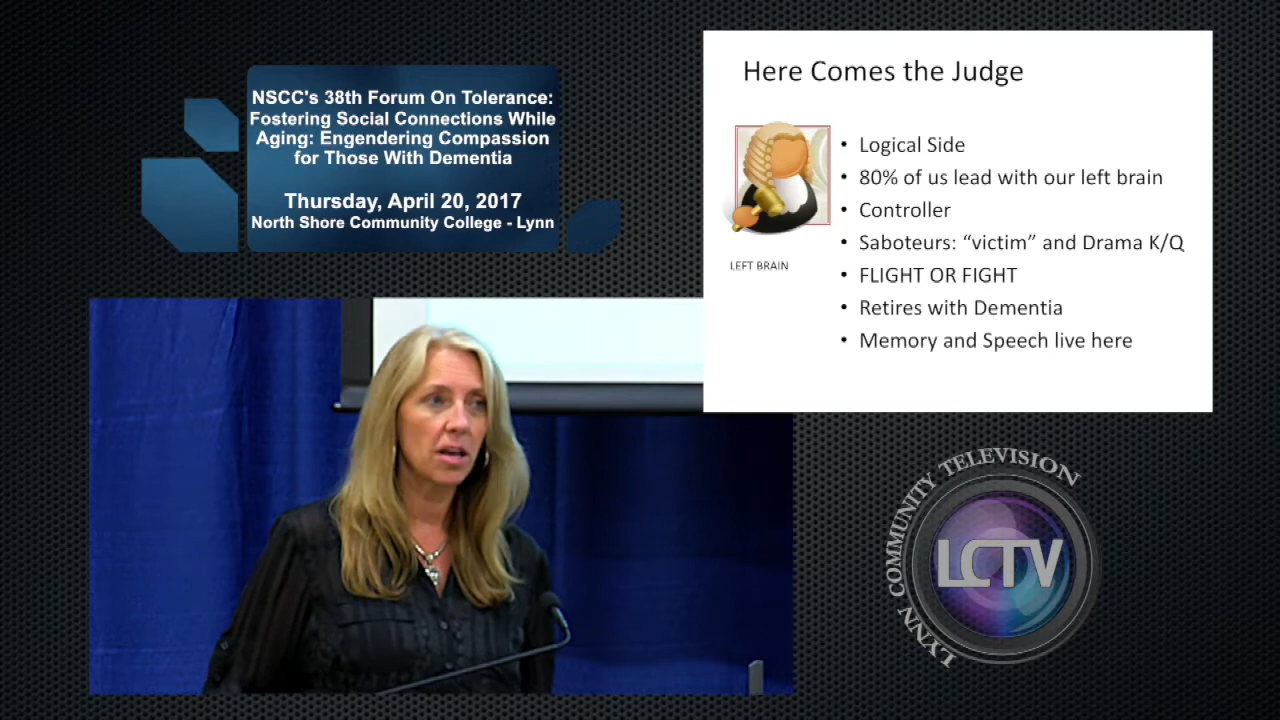 NSCC's 38th Forum On Tolerance:
Fostering Social Connections While
Aging: Engendering Compassion
for Those With Dementia
Thursday, April 20, 2017
North Shore Community College - Lynn
Here Comes the Judge
• Logical Side
• 80% of us lead with our left brain
• Controller
• Saboteurs: “victim” and Drama K/Q
• FLIGHT OR FIGHT
• Retires with Dementia
• Memory and Speech live here
LEFT BRAIN
LYNN COMMUNITY TELEVISION
LCTV